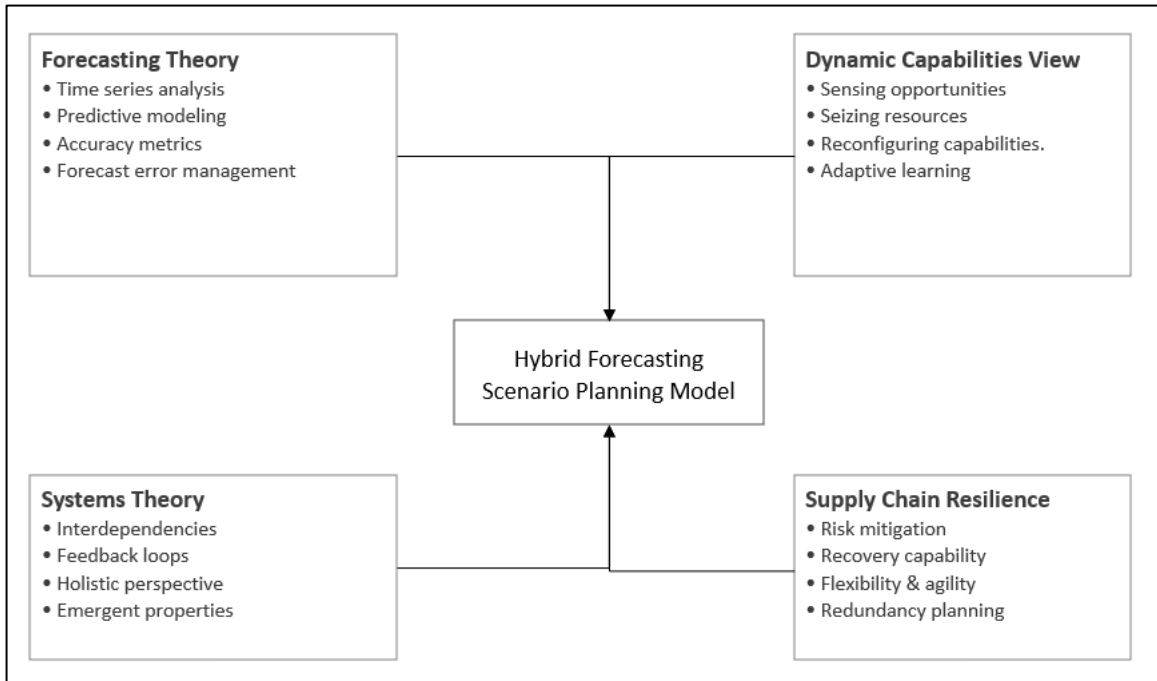 Forecasting Theory
• Time series analysis
• Predictive modeling
• Accuracy metrics
• Forecast error management
Dynamic Capabilities View
• Sensing opportunities
• Seizing resources
• Reconfiguring capabilities.
• Adaptive learning
Hybrid Forecasting
Scenario Planning Model
Systems Theory
• Interdependencies
• Feedback loops
• Holistic perspective
• Emergent properties
Supply Chain Resilience
• Risk mitigation
• Recovery capability
• Flexibility & agility
• Redundancy planning